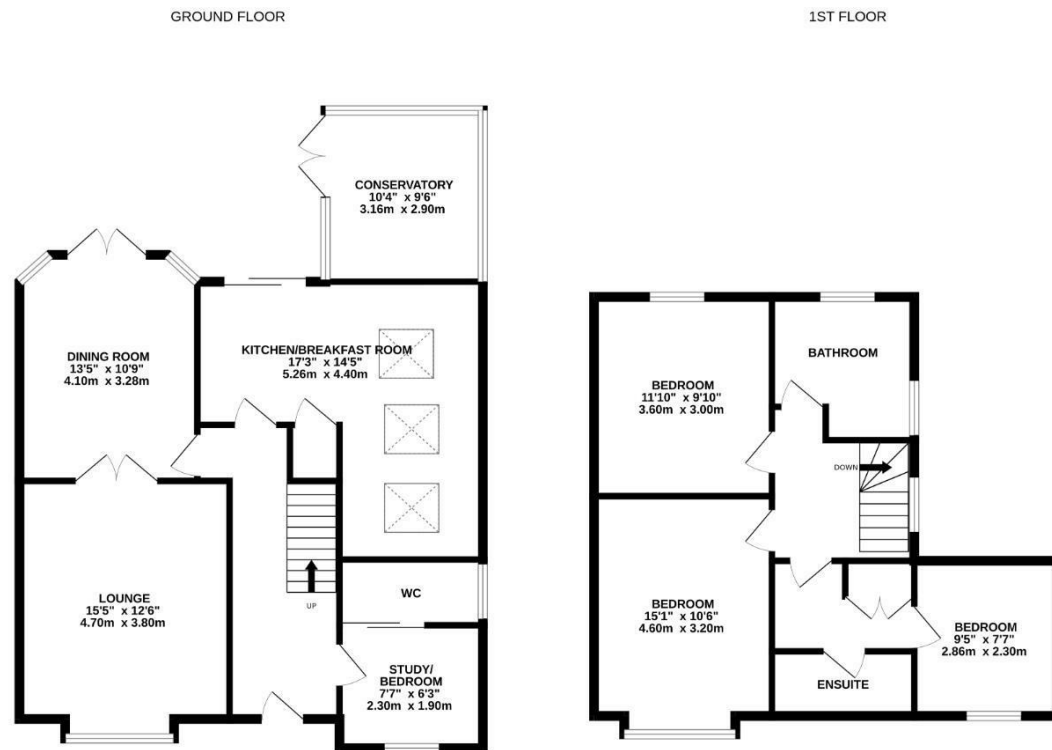 GROUND FLOOR
CONSERVATORY
10'4" x 9'6"
3.16m x 2.90m
DINING ROOM
13'5" x 10'9"
4.10m x 3.28m
KITCHEN/BREAKFAST ROOM
17'3" x 14'5"
5.26m x 4.40m
LOUNGE
15'5" x 12'6"
4.70m x 3.80m
UP
WC
STUDY/
BEDROOM
7'7" x 6'3"
2.30m x 1.90m
1ST FLOOR
BEDROOM
11'10" x 9'10"
3.60m x 3.00m
BATHROOM
DOWN
BEDROOM
15'1" x 10'6"
4.60m x 3.20m
BEDROOM
9'5" x 7'7"
2.86m x 2.30m
ENSUITE